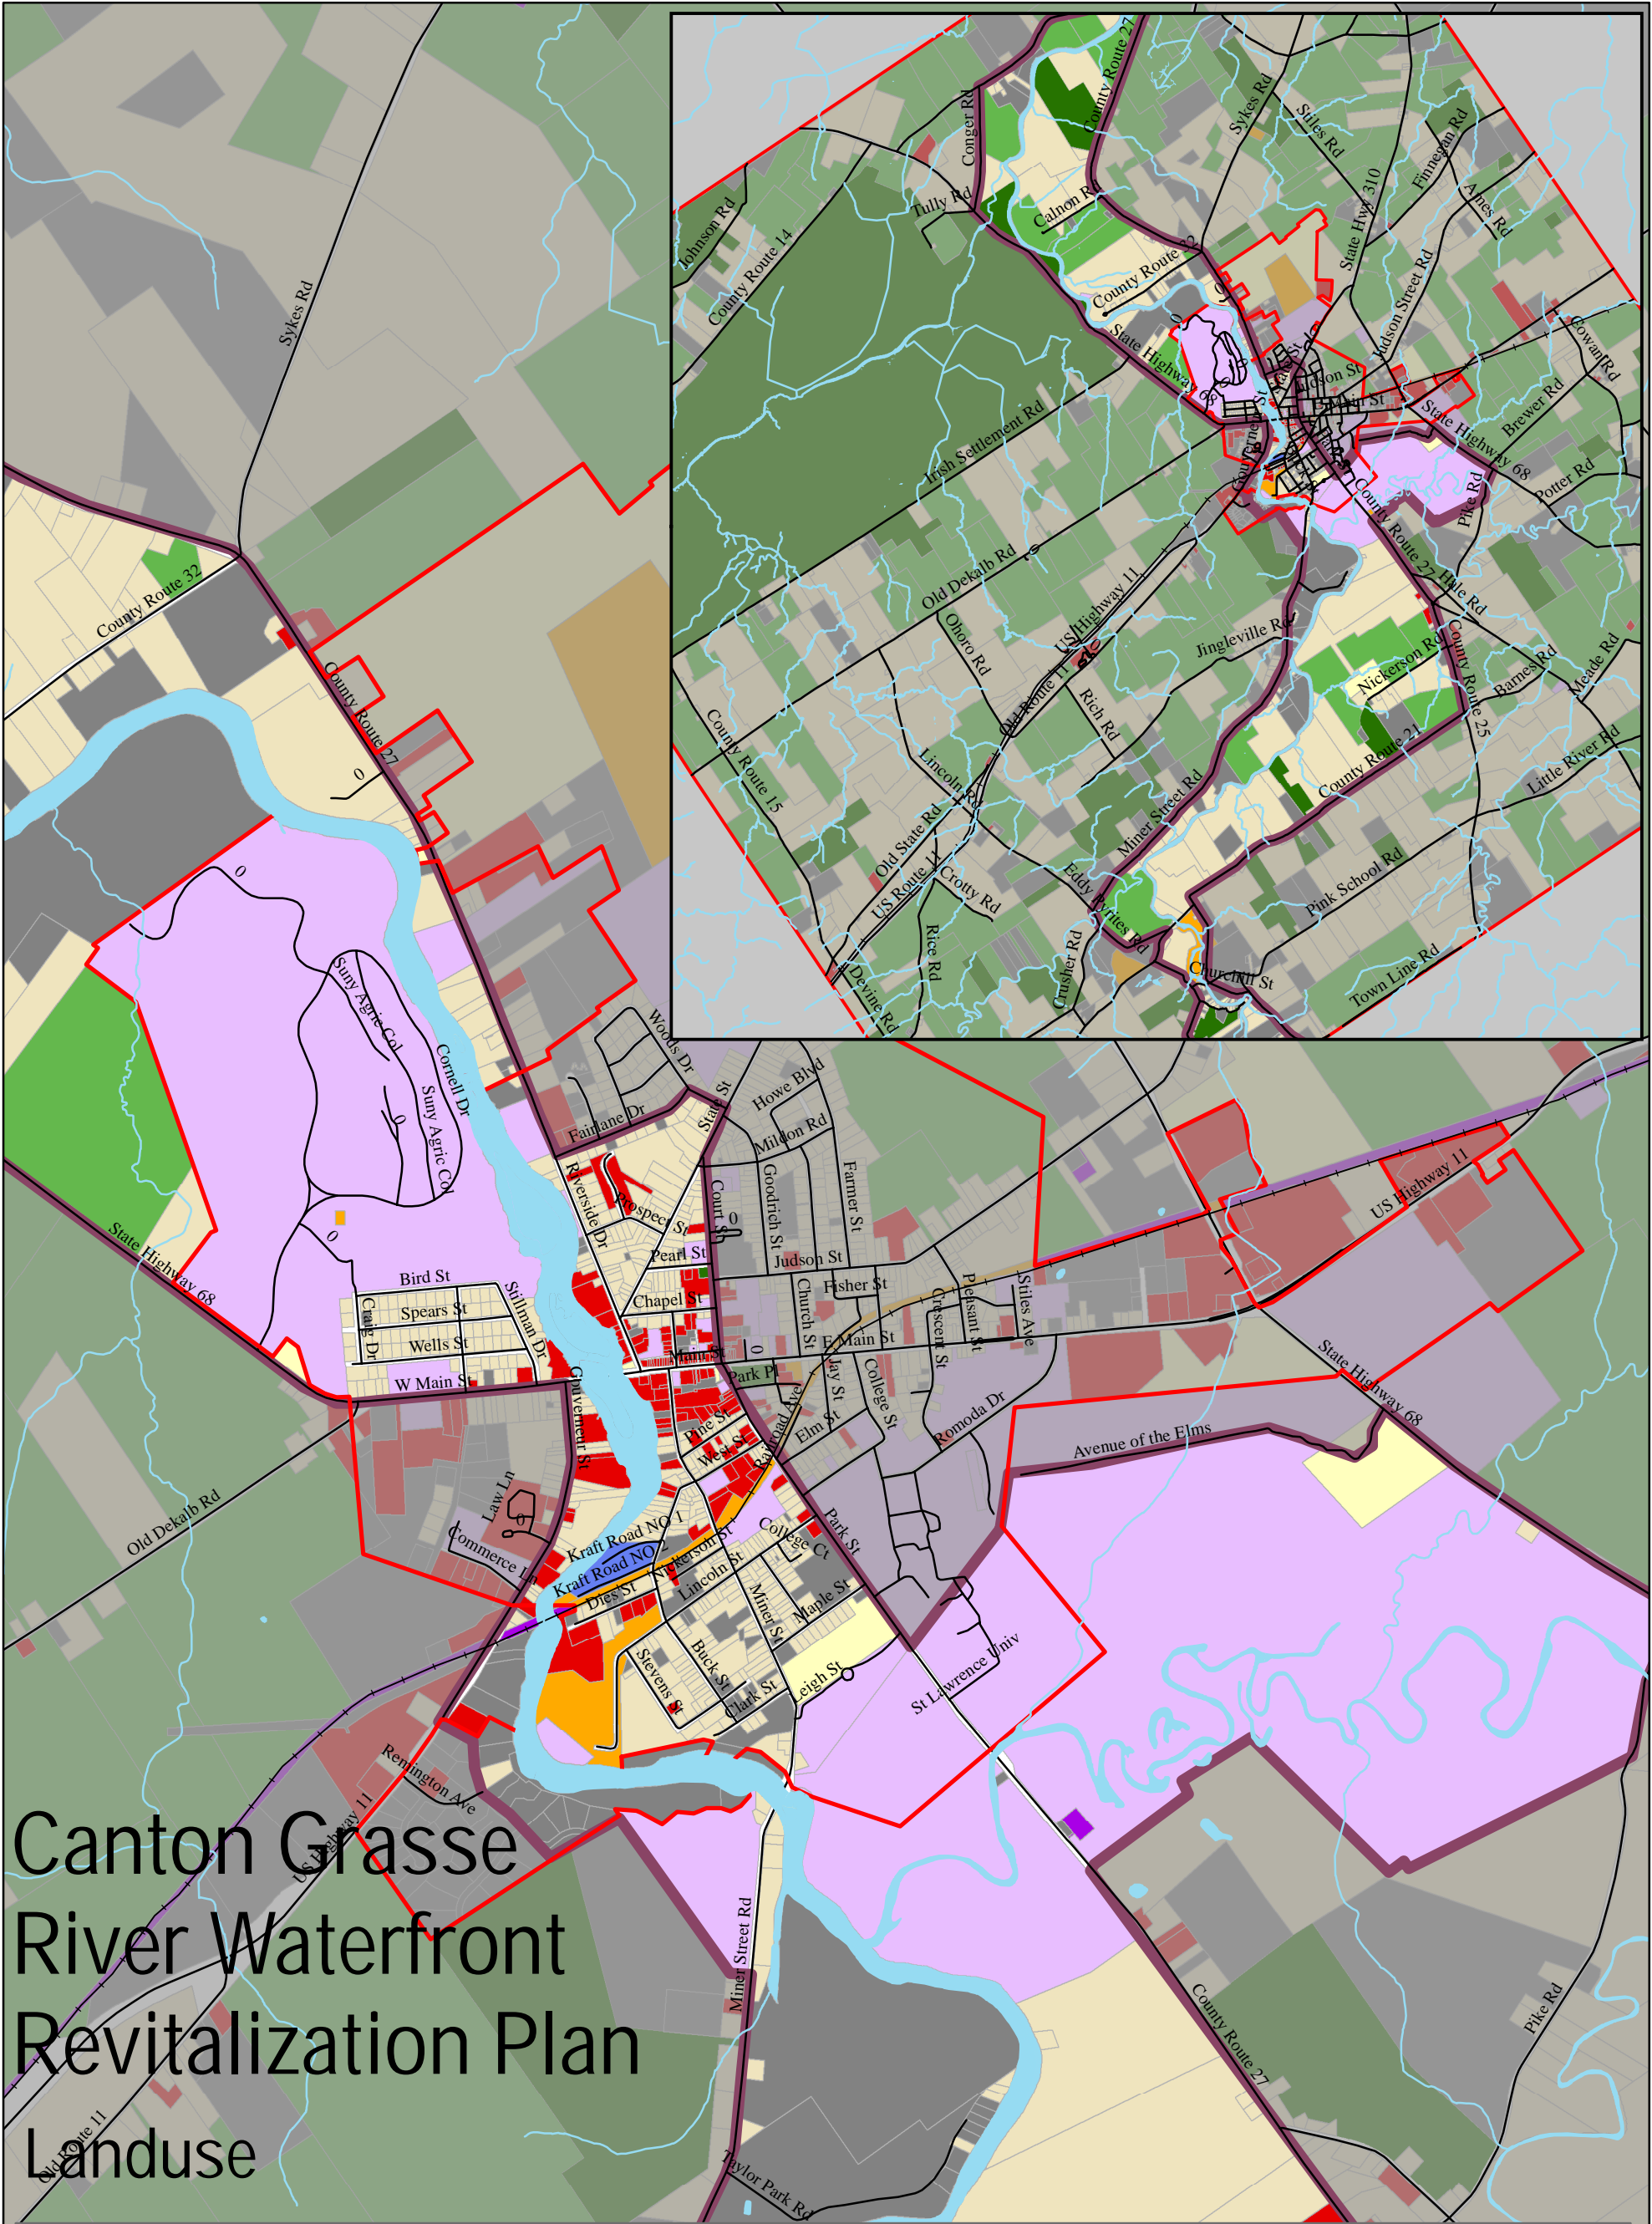 Conger Rd
County Route 27
Sykes Rd
Stiles Rd
Finnegan Rd
State Hwy 310
Ames Rd
Tully Rd
Calnon Rd
Johnson Rd
County Route 14
County Route 32
Judson Street Rd
State Highway 68
Cowan Rd
Judson St
E Main St
State Highway 68
Brewer Rd
Irish Settlement Rd
Potter Rd
Pike Rd
County Route 27
Old Dekalb Rd
US Highway 11
Hale Rd
Ohoro Rd
Jingleville Rd
Nickerson Rd
County Route 25
Barnes Rd
Meade Rd
Old Route 11
Rich Rd
County Route 15
Lincoln Rd
County Route 21
Little River Rd
Miner Street Rd
Old State Rd
US Route 11
Crotty Rd
Eddy Pyrites Rd
Pink School Rd
Rice Rd
Crusher Rd
Churchill St
Town Line Rd
Devine Rd
Sykes Rd
County Route 32
County Route 27
0
0
Suny Agric Col
Cornell Dr
Suny Agric Col
0
0
Woods Dr
Fairlane Dr
State St
Howe Blvd
Mildon Rd
Riverside Dr
Prospect St
Court St
0
Goodrich St
Farmer St
Pearl St
Judson St
Fisher St
Chapel St
Church St
Crescent St
Pleasant St
Stiles Ave
US Highway 11
State Highway 68
Bird St
Spears St
Craig Dr
Stillman Dr
Wells St
W Main St
Main St
0
E Main St
Park Pl
Jay St
College St
State Highway 68
Gouverneur St
Pine St
West St
Railroad Ave
Elm St
Romoda Dr
Avenue of the Elms
Old Dekalb Rd
Law Ln
0
Commerce Ln
Kraft Road NO 1
Kraft Road NO 2
Nickerson St
College Ct
Park St
Dies St
Lincoln St
Miner St
Maple St
Stevens St
Buck St
Clark St
Leigh St
St Lawrence Univ
Remington Ave
US Highway 11
Canton Grasse
River Waterfront
Revitalization Plan
Landuse
Old Route 11
Miner Street Rd
Taylor Park Rd
County Route 27
Pike Rd